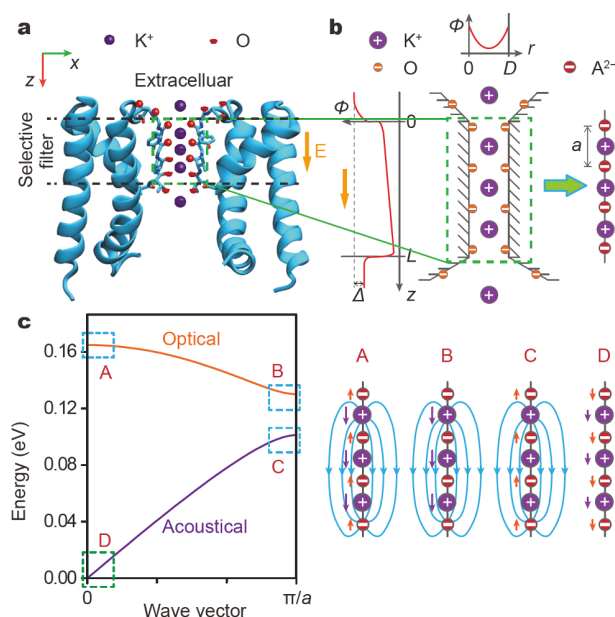 a
K⁺
O
x
z
Extracelluar
Selective
filter
E
b
Φ
r
0
D
K⁺
O
A²⁻
Φ
0
a
L
Δ
z
c
Energy (eV)
0.16
0.12
0.08
0.04
0.00
Optical
A
B
C
D
Acoustical
0
π/a
Wave vector
A
B
C
D